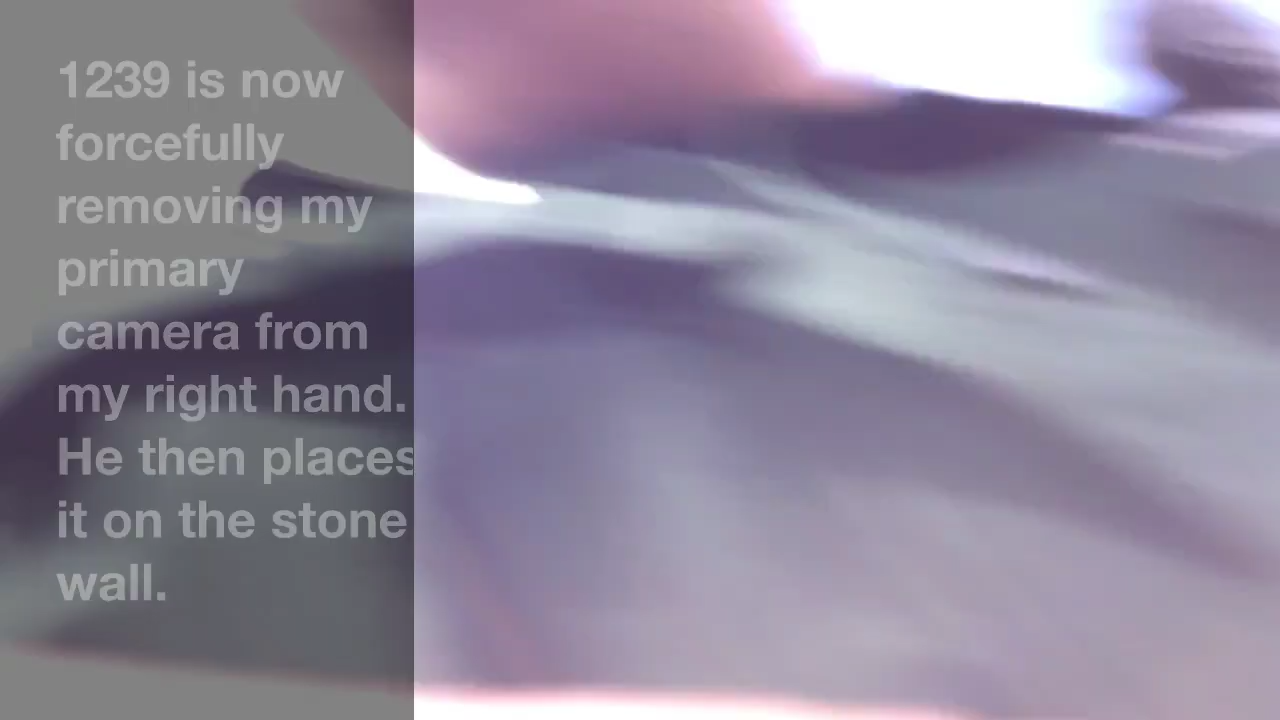 1239 is now
forcefully
removing my
primary
camera from
my right hand.
He then places
it on the stone
wall.